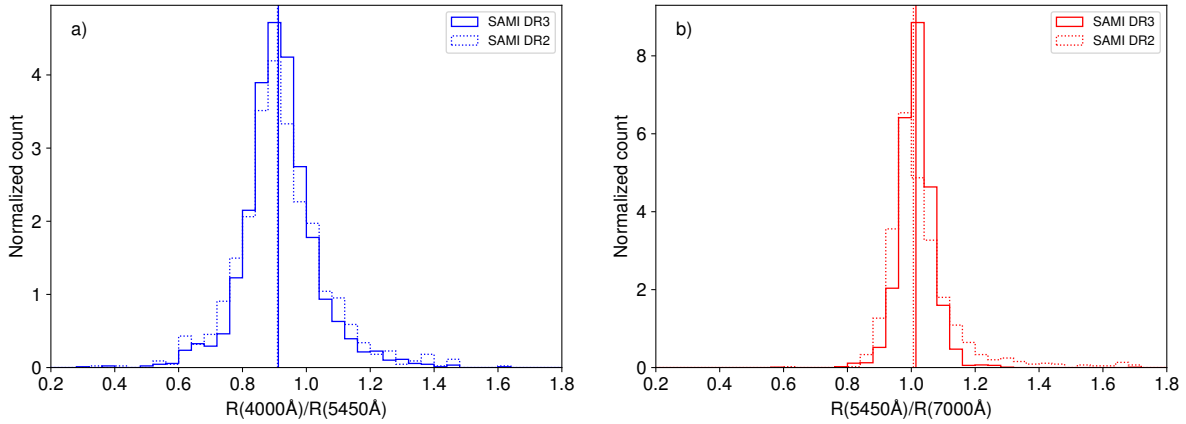 a)
SAMI DR3
SAMI DR2
Normalized count
4
3
2
1
0
0.2 0.4 0.6 0.8 1.0 1.2 1.4 1.6 1.8
R(4000Å)/R(5450Å)
b)
SAMI DR3
SAMI DR2
Normalized count
8
6
4
2
0
0.2 0.4 0.6 0.8 1.0 1.2 1.4 1.6 1.8
R(5450Å)/R(7000Å)